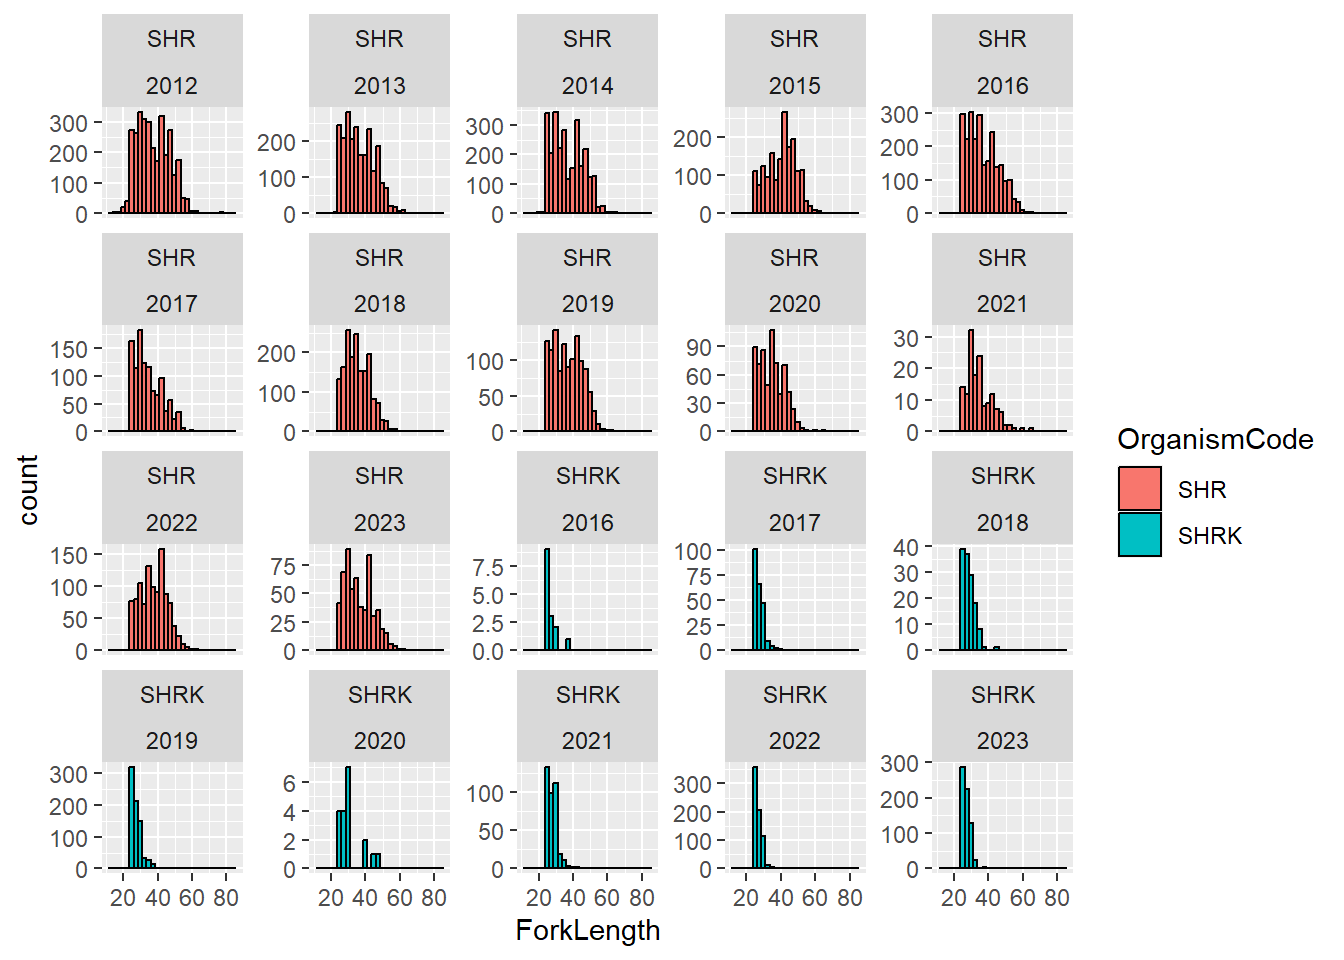 SHR SHR SHR SHR SHR
2012 2013 2014 2015 2016
300 200 100 0
200 100 0
300 200 100 0
200 100 0
300 200 100 0
SHR SHR SHR SHR SHR
2017 2018 2019 2020 2021
150 100 50 0
200 100 0
100 50 0
90 60 30 0
30 20 10 0
SHR SHR SHRK SHRK SHRK
2022 2023 2016 2017 2018
150 100 50 0
75 50 25 0
7.5 5.0 2.5 0.0
100 75 50 25 0
40 30 20 10 0
SHRK SHRK SHRK SHRK SHRK
2019 2020 2021 2022 2023
300 200 100 0
6 4 2 0
100 50 0
300 200 100 0
300 200 100 0
20 40 60 80 20 40 60 80 20 40 60 80 20 40 60 80 20 40 60 80
ForkLength
count
OrganismCode
SHR
SHRK